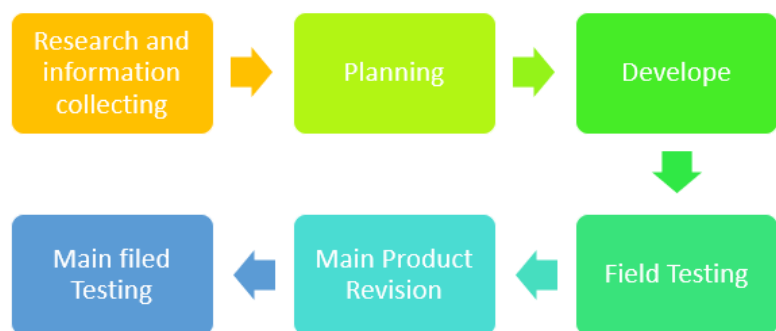 Research and
information
collecting
Planning
Develope
Field Testing
Main Product
Revision
Main filed
Testing